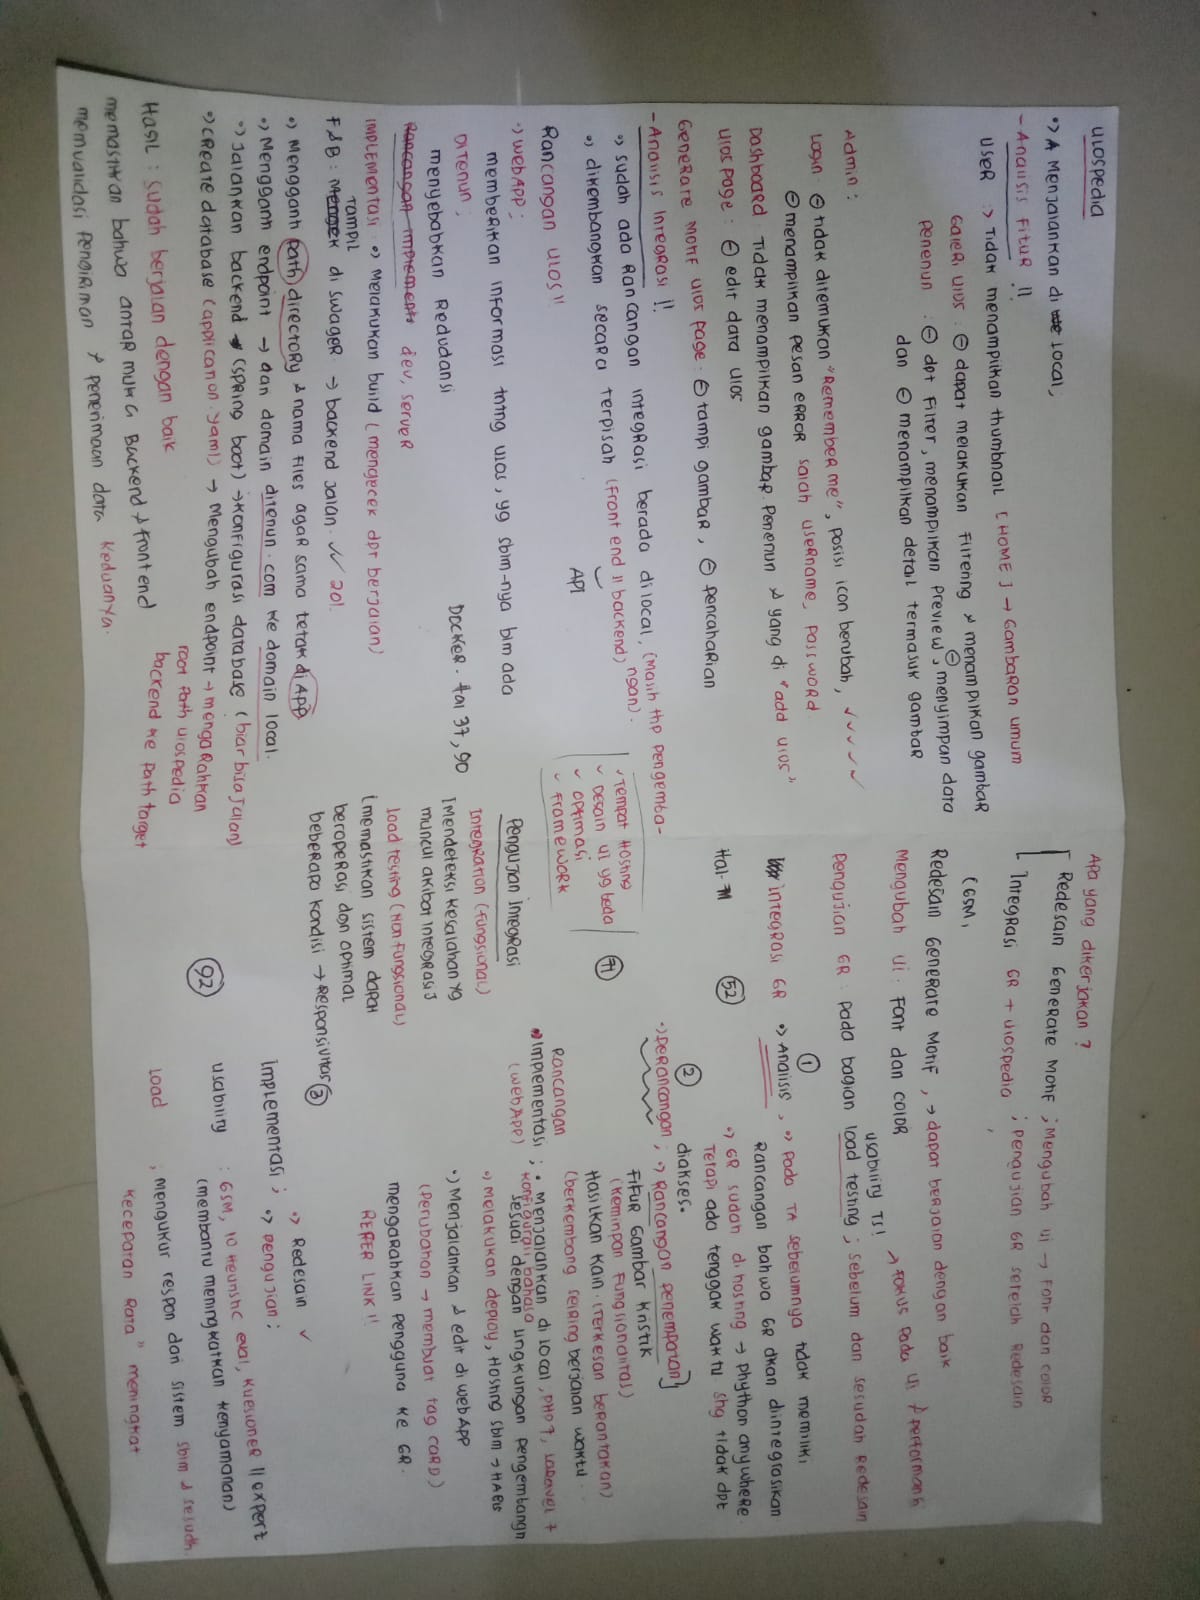 ULOSPEDIA
•> A Menjalankan di local,
- Analisis Fitur !!
USER :> Tidak menampilkan thumbnail [HOME] → Gambaran umum
Galeri Ulos : ⊖ dapat melakukan Filtering & menampilkan gambar
Penenun : ⊖ dpt Filter, menampilkan preview, ⊖ menyimpan data
dan ⊖ menampilkan detail termasuk gambar
Admin :
Login ⊖ tidak ditemukan "Remember me", posisi icon berubah, ✓✓✓✓✓
⊖ menampilkan pesan ERROR salah username, password
Dashboard Tidak menampilkan gambar Penenun & yang di "add ulos"
Ulos Page : ⊖ edit data ulos
Generate Motif Ulos Page ⊖ tampi gambar, ⊖ pencaharian
- Analisis Integrasi !!
•> sudah ada Rancangan integrasi berada dilocal, (masih thp pengemba-
ngan).
•> dikembangkan secara terpisah (Front end || backend)
API
Rancangan ulos !!
•> WEBAPP :
memberikan informasi tntng ulos, yg sblm-nya blm ada
DiTenun ;
menyebabkan Redudansi
DOCKER. Hal 37, 90
Rancangan implements dev, server
IMPLEMENTASI •> Melakukan build (mengecek dpt berjalan)
Tampil
F&B : di Swager → backend jalan ✓✓ 201.
•> Mengganti path directory & nama Files agar sama tetak di APP
•> Mengganti endpoint → dan domain ditenun.com ke domain local.
•> Jalankan backend (Spring boot) → konfigurasi database (biar bisa jalan)
•> Create database (application.yaml) → Mengubah endpoint → mengarahkan
root path ulospedia
backend ke path target
HASIL : sudah berjalan dengan baik
memastikan bahwa antar muka Backend & Frontend
memvalidasi pengiriman & penerimaan data Keduanya.
Apa yang dikerjakan ?
Redesain Generate Motif ; Mengubah ui → Font dan color
Integrasi GR + Ulospedia ; Pengujian GR setelah Redesain
(GSM,
Redesain Generate Motif, → dapat berjalan dengan baik
Mengubah Ui : Font dan color
usability TS! → Fokus pada Ui & performanh
Pengujian GR pada bagian load testing ; sebelum dan sesudah Redesain
①
integrasi GR •> Analisis, •> pada TA sebelumnya tidak memiliki
Rancangan bahwa GR akan diintegrasikan
Hal- 71 52
•> GR sudah di hosting → Phython anywhere
Tetapi ada tenggak waktu shg tidak dpt
diakses.
②
•> Perancangan ; •> Rancangan penempatan
Fitur Gambar Kristik
(Keminpan Fungsionalitas)
Hasilkan Kain. (Terkesan berantakan)
(berkembang seiring berjalan waktu
✓ Tempat Hosting
✓ Desain Ui yg beda
✓ optimasi
✓ Framework
71
Rancangan
•> Implementasi ; • Menjalankan di local, PHP 7, Laravel +
(WEBAPP) konfigurasi bahasa
sesuai dengan lingkungan pengembangn
•> Melakukan deploy, Hosting sblm → HABIS
•> Menjalankan & edit di WebApp
(Perubahan → membuat tag CARD)
mengarahkan pengguna ke GR.
REFER LINK !!
Pengujian Integrasi
Integration (Fungsional)
[Mendeteksi kesalahan yg
muncul akibat integrasi]
Load testing (Non Fungsional)
(memastikan sistem dapat
beroperasi dgn optimal
beberapa kondisi → Responsivitas
③
Implementasi ; •> Redesain ✓
•> pengujian ;
92
Usability : GSM, 10 Heunstic eval, Kuesioner || expert
(membantu meningkatkan kenyamanan)
Load ; mengukur respon dari sistem sblm & sesudh
Kecepatan Rata" meningkat